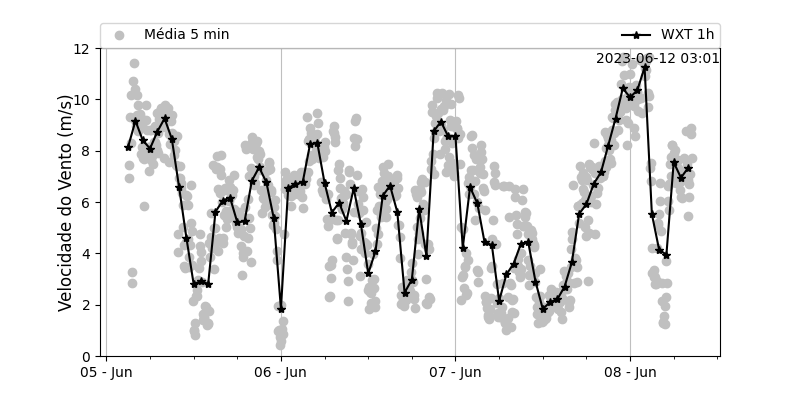 Média 5 min
WXT 1h
2023-06-12 03:01
Velocidade do Vento (m/s)
12
10
8
6
4
2
0
05 - Jun
06 - Jun
07 - Jun
08 - Jun